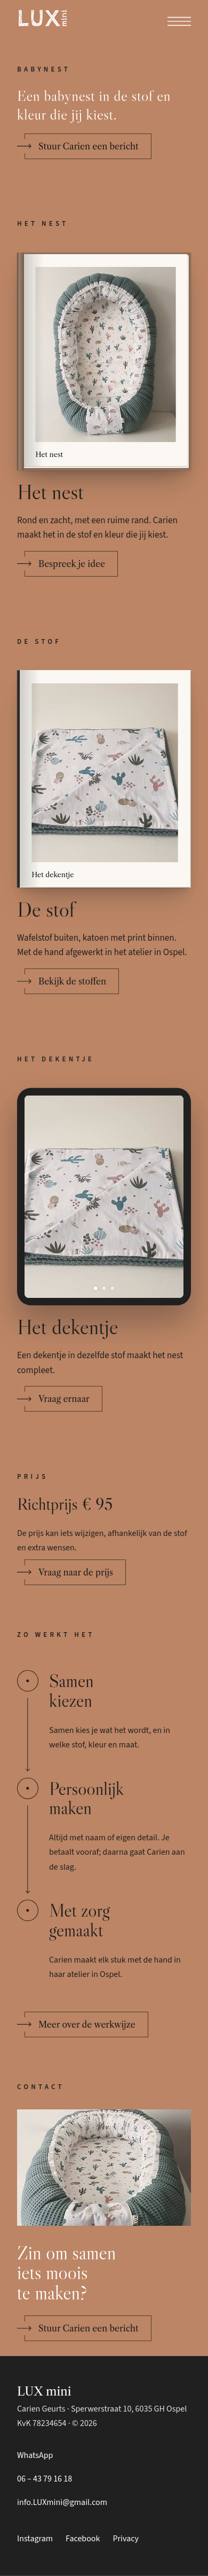 LUX mini
BABYNEST
Een babynest in de stof en
kleur die jij kiest.
Stuur Carien een bericht
HET NEST
Het nest
Het nest
Rond en zacht, met een ruime rand. Carien
maakt het in de stof en kleur die jij kiest.
Bespreek je idee
DE STOF
Het dekentje
De stof
Wafelstof buiten, katoen met print binnen.
Met de hand afgewerkt in het atelier in Ospel.
Bekijk de stoffen
HET DEKENTJE
Het dekentje
Een dekentje in dezelfde stof maakt het nest
compleet.
Vraag ernaar
PRIJS
Richtprijs € 95
De prijs kan iets wijzigen, afhankelijk van de stof
en extra wensen.
Vraag naar de prijs
ZO WERKT HET
Samen
kiezen
Samen kies je wat het wordt, en in
welke stof, kleur en maat.
Persoonlijk
maken
Altijd met naam of eigen detail. Je
betaalt vooraf; daarna gaat Carien aan
de slag.
Met zorg
gemaakt
Carien maakt elk stuk met de hand in
haar atelier in Ospel.
Meer over de werkwijze
CONTACT
Zin om samen
iets moois
te maken?
Stuur Carien een bericht
LUX mini
Carien Geurts · Sperwerstraat 10, 6035 GH Ospel
KvK 78234654 · © 2026
WhatsApp
06 – 43 79 16 18
info.LUXmini@gmail.com
Instagram Facebook Privacy